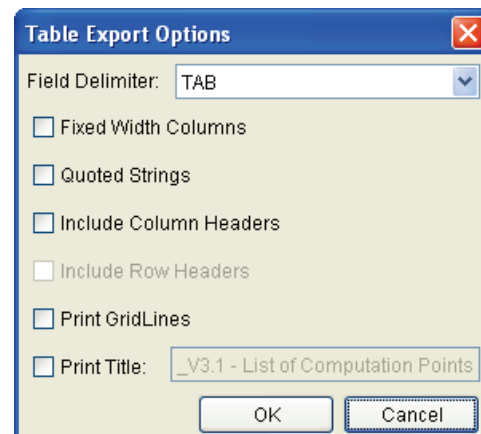 Table Export Options
Field Delimiter: TAB
Fixed Width Columns
Quoted Strings
Include Column Headers
Include Row Headers
Print GridLines
Print Title: _V3.1 - List of Computation Points
OK Cancel